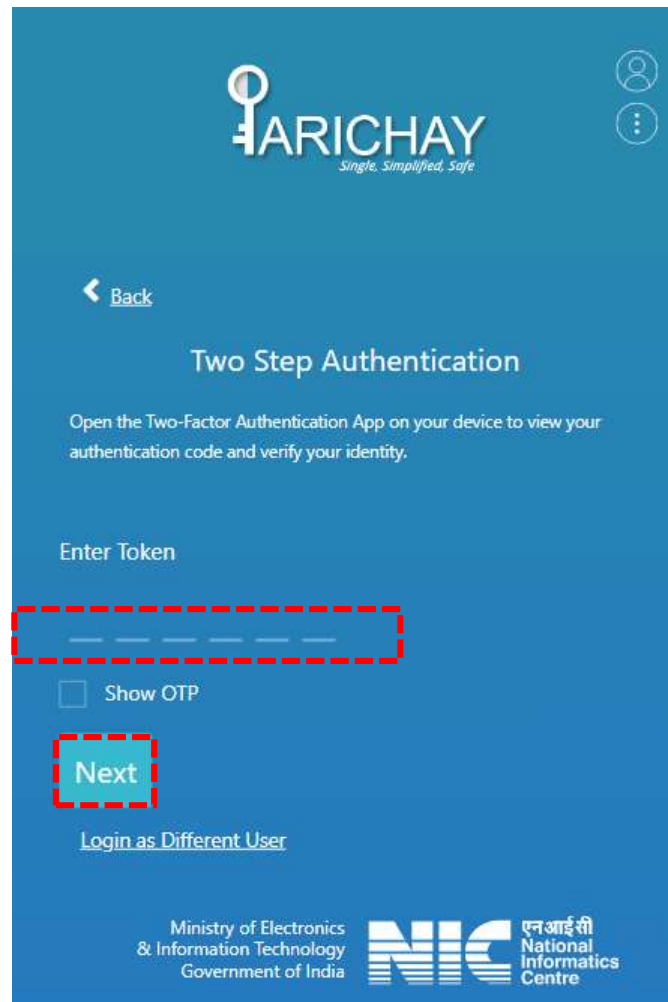 PARICHAY
Single, Simplified, Safe
Back
Two Step Authentication
Open the Two-Factor Authentication App on your device to view your
authentication code and verify your identity.
Enter Token
Show OTP
Next
Login as Different User
Ministry of Electronics
& Information Technology
Government of India
NIC
एनआईसी
National
Informatics
Centre